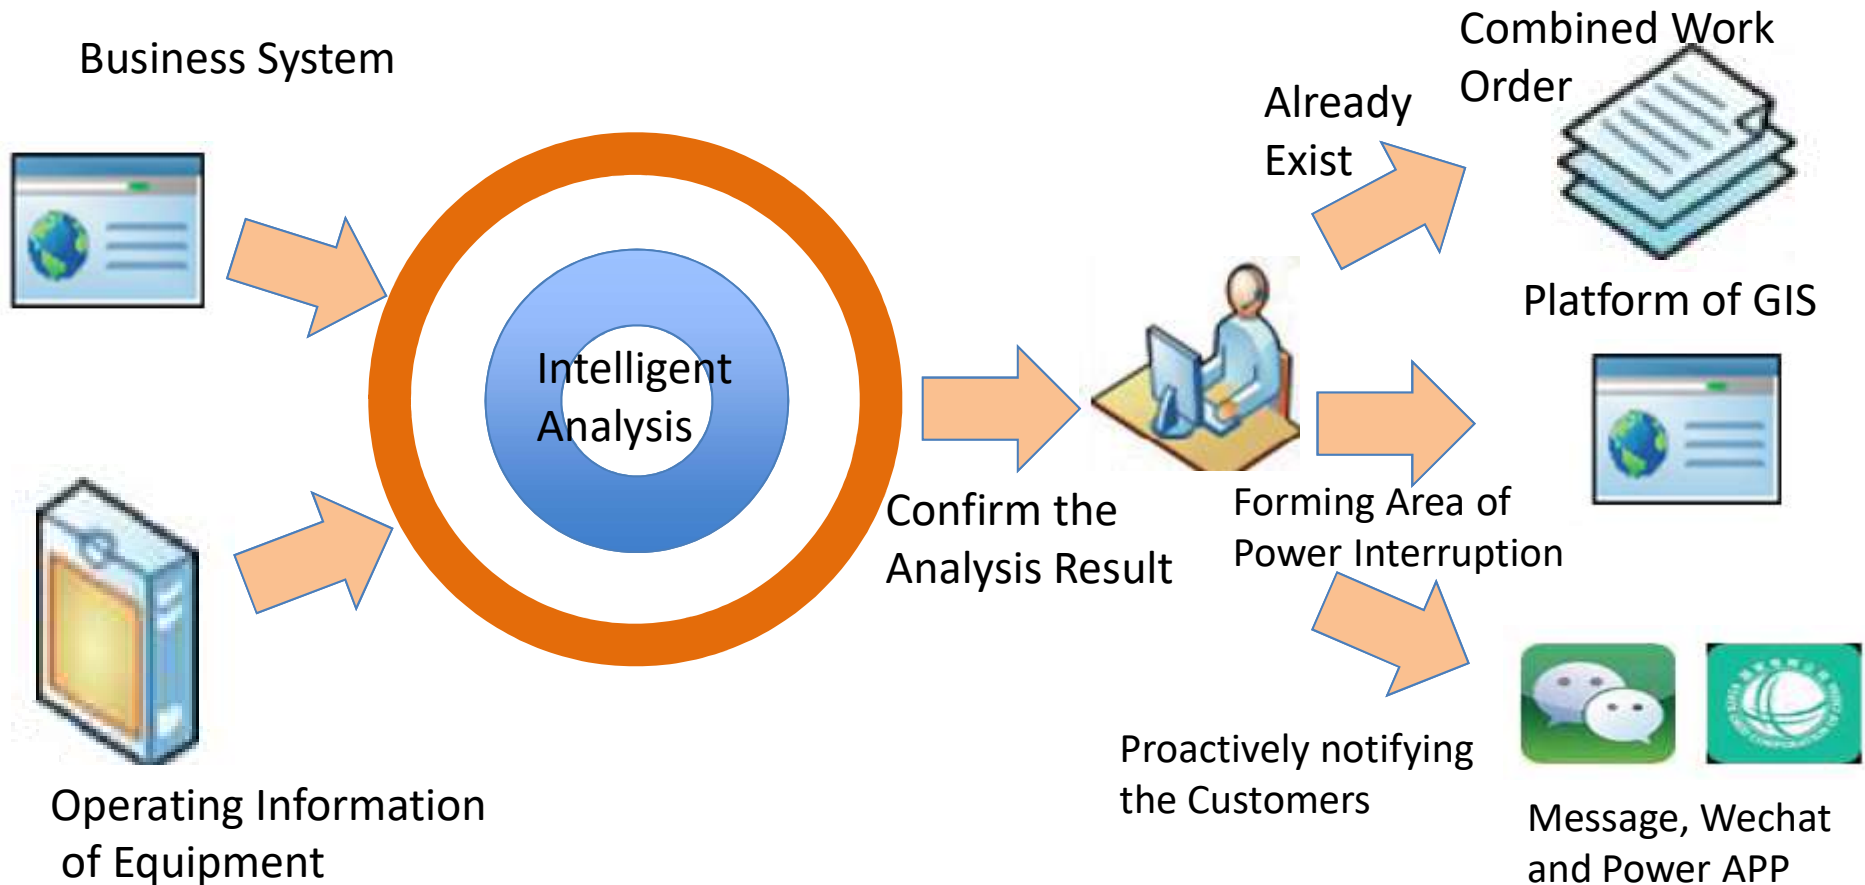 Business System
Combined Work
Order
Already
Exist
Platform of GIS
Intelligent
Analysis
Confirm the
Analysis Result
Forming Area of
Power Interruption
Proactively notifying
the Customers
Operating Information
of Equipment
Message, Wechat
and Power APP